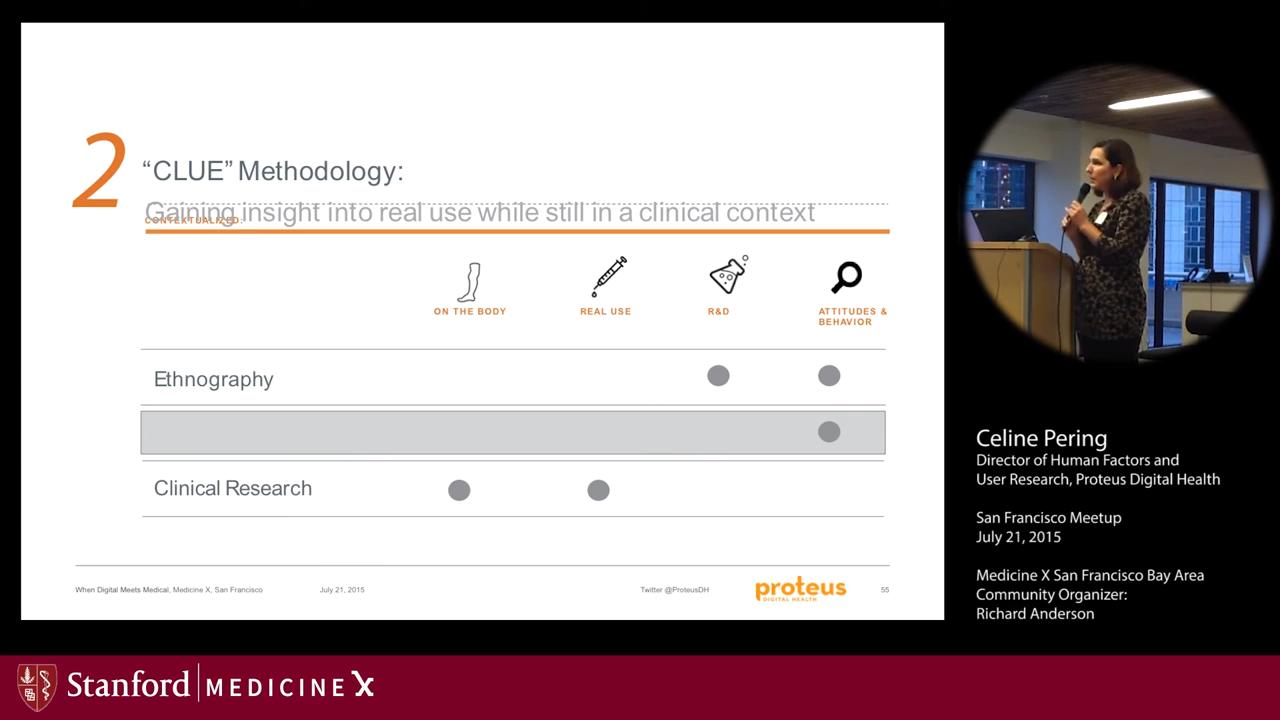 2
“CLUE” Methodology:
Gaining insight into real use while still in a clinical context
CONTEXTUALIZED:
ON THE BODY
REAL USE
R&D
ATTITUDES &
BEHAVIOR
Ethnography
Clinical Research
When Digital Meets Medical, Medicine X, San Francisco
July 21, 2015
Twitter @ProteusDH
proteus
DIGITAL HEALTH
55
Celine Pering
Director of Human Factors and
User Research, Proteus Digital Health
San Francisco Meetup
July 21, 2015
Medicine X San Francisco Bay Area
Community Organizer:
Richard Anderson
Stanford MEDICINE X